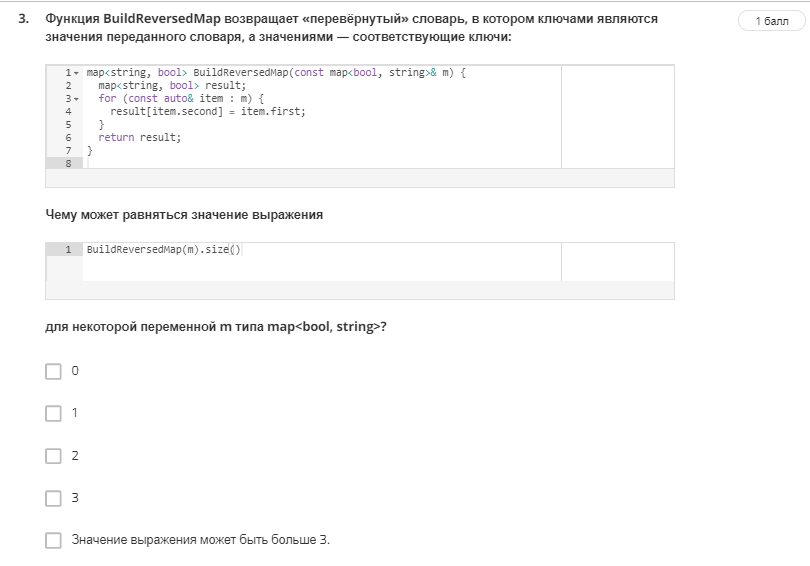 3. Функция BuildReversedMap возвращает «перевёрнутый» словарь, в котором ключами являются
1 балл
значения переданного словаря, а значениями — соответствующие ключи:
1 map<string, bool> BuildReversedMap(const map<bool, string>& m) {
2 map<string, bool> result;
3 for (const auto& item : m) {
4 result[item.second] = item.first;
5 }
6 return result;
7 }
8
Чему может равняться значение выражения
1 BuildReversedMap(m).size()
для некоторой переменной m типа map<bool, string>?
0
1
2
3
Значение выражения может быть больше 3.